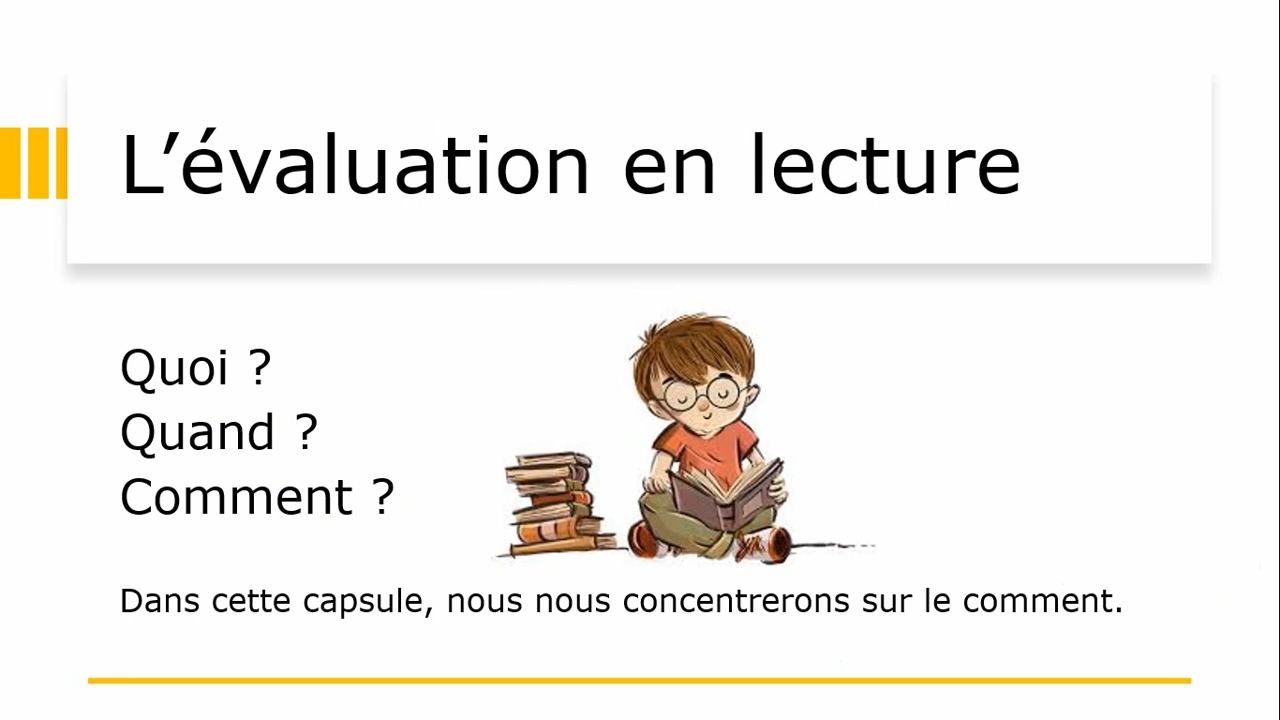 L’évaluation en lecture
Quoi ?
Quand ?
Comment ?
Dans cette capsule, nous nous concentrerons sur le comment.